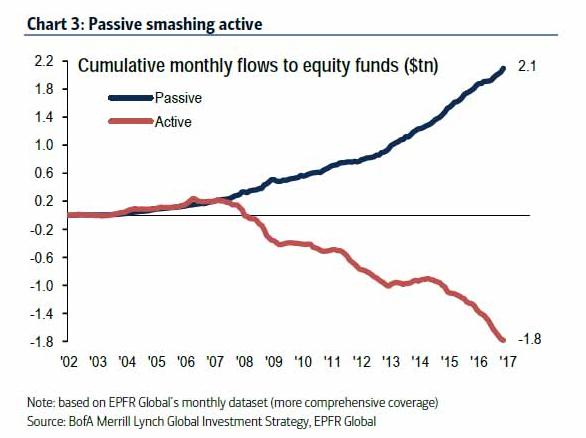 Chart 3: Passive smashing active
Cumulative monthly flows to equity funds ($tn)
Passive
Active
2.2
1.8
1.4
1.0
0.6
0.2
-0.2
-0.6
-1.0
-1.4
-1.8
2.1
-1.8
'02 '03 '04 '05 '06 '07 '08 '09 '10 '11 '12 '13 '14 '15 '16 '17
Note: based on EPFR Global's monthly dataset (more comprehensive coverage)
Source: BofA Merrill Lynch Global Investment Strategy, EPFR Global